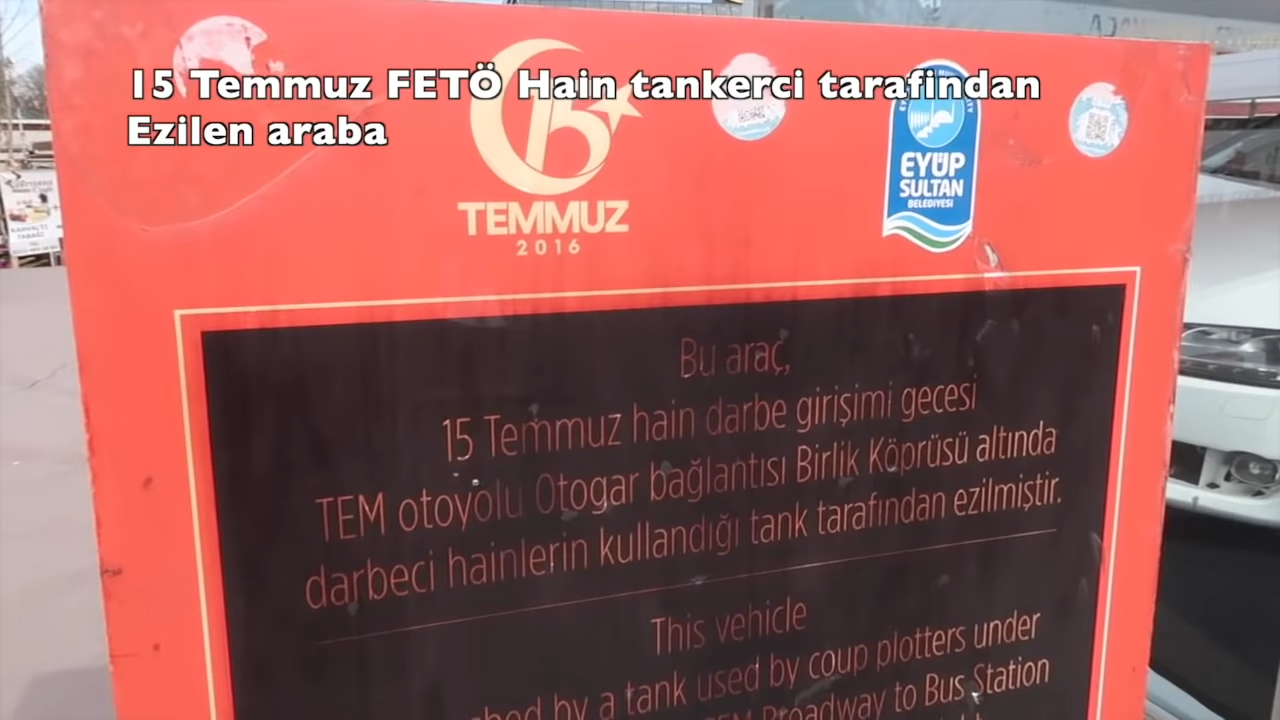 15 Temmuz FETÖ Hain tankerci tarafindan
Ezilen araba
15
TEMMUZ
2016
EYÜP
SULTAN
BELEDİYESİ
Bu araç,
15 Temmuz hain darbe girişimi gecesi
TEM otoyolu Otogar bağlantısı Birlik Köprüsü altında
darbeci hainlerin kullandığı tank tarafından ezilmiştir.
This vehicle
by a tank used by coup plotters under
TEM Broadway to Bus Station